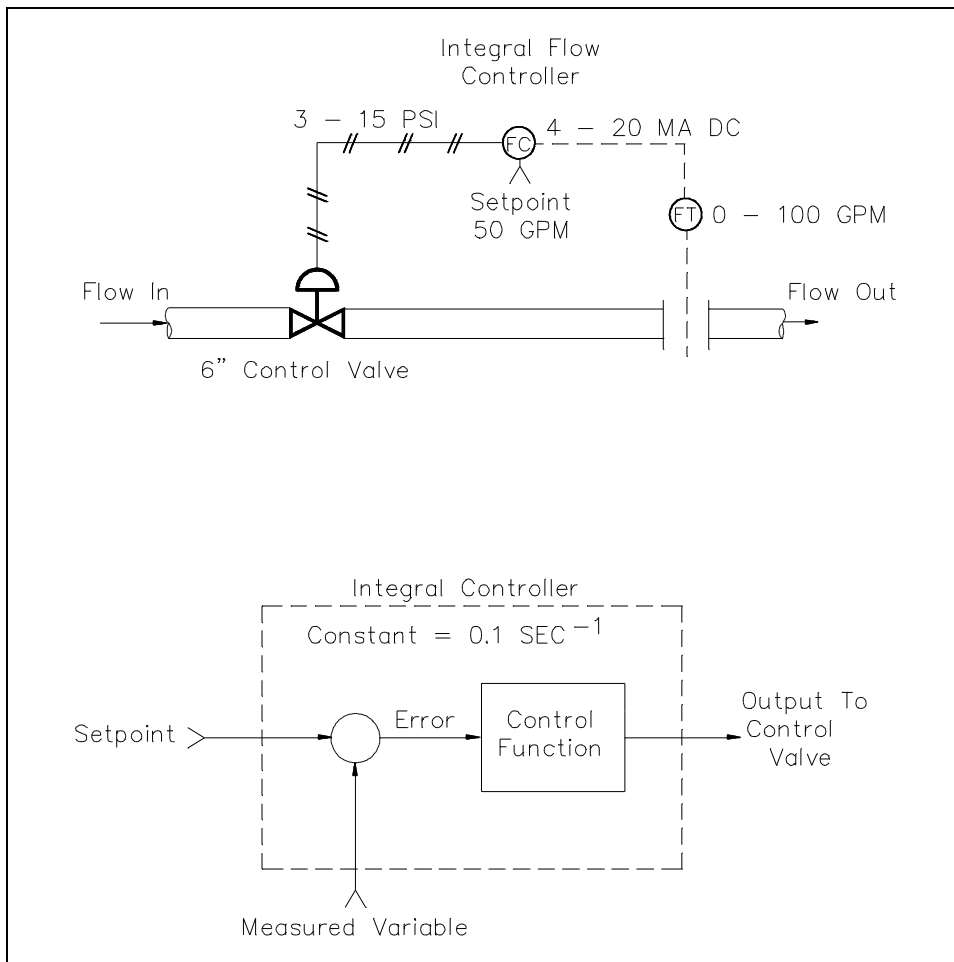 Integral Flow
Controller
3 - 15 PSI
FC
4 - 20 MA DC
Setpoint
50 GPM
FT
0 - 100 GPM
Flow In
Flow Out
6" Control Valve
Integral Controller
Constant = 0.1 SEC⁻¹
Setpoint
Error
Control
Function
Output To
Control
Valve
Measured Variable